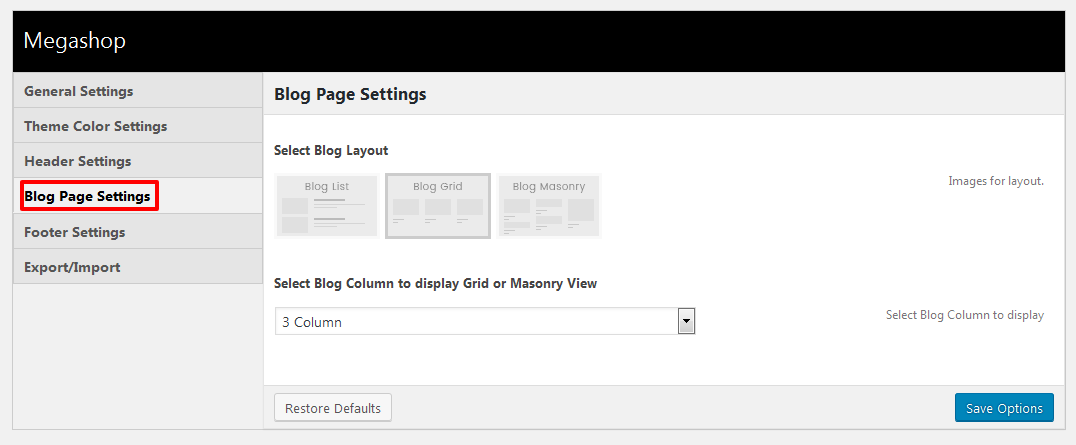 Megashop
General Settings
Theme Color Settings
Header Settings
Blog Page Settings
Footer Settings
Export/Import
Blog Page Settings
Select Blog Layout
Blog List
Blog Grid
Blog Masonry
Images for layout.
Select Blog Column to display Grid or Masonry View
3 Column
Select Blog Column to display
Restore Defaults
Save Options